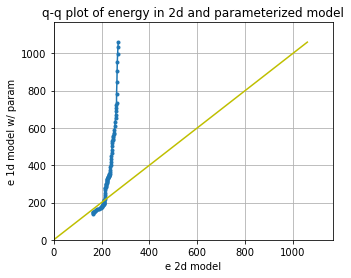 q-q plot of energy in 2d and parameterized model
1000
800
600
400
200
0
e 1d model w/ param
0 200 400 600 800 1000
e 2d model